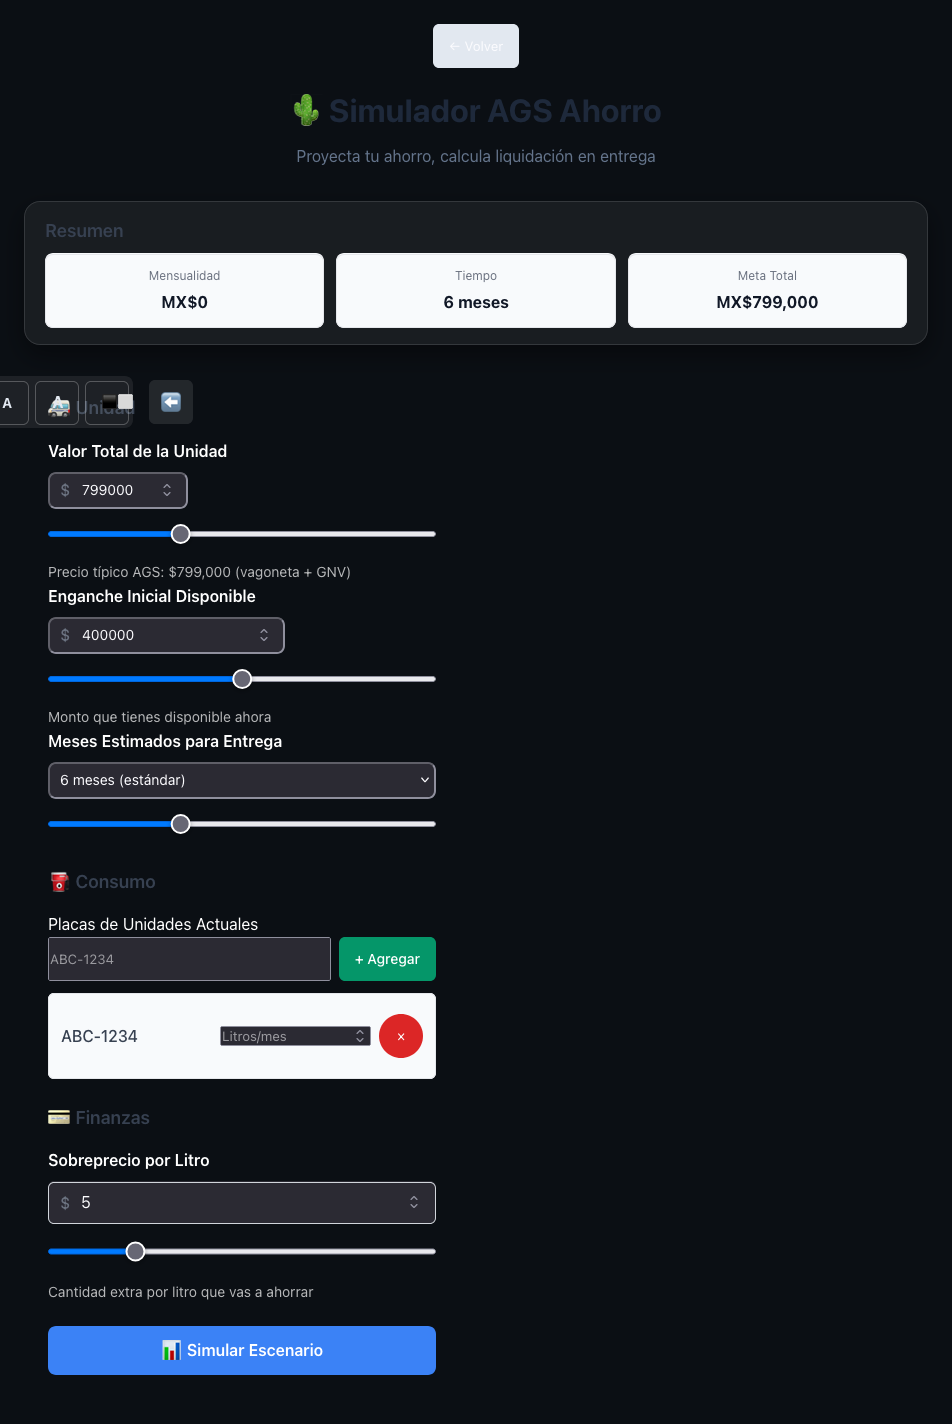 ← Volver
Simulador AGS Ahorro
Proyecta tu ahorro, calcula liquidación en entrega
Resumen
Mensualidad
MX$0
Tiempo
6 meses
Meta Total
MX$799,000
A
Unidad
Valor Total de la Unidad
$ 799000
Precio típico AGS: $799,000 (vagoneta + GNV)
Enganche Inicial Disponible
$ 400000
Monto que tienes disponible ahora
Meses Estimados para Entrega
6 meses (estándar)
Consumo
Placas de Unidades Actuales
ABC-1234
+ Agregar
ABC-1234
Litros/mes
×
Finanzas
Sobreprecio por Litro
$ 5
Cantidad extra por litro que vas a ahorrar
Simular Escenario